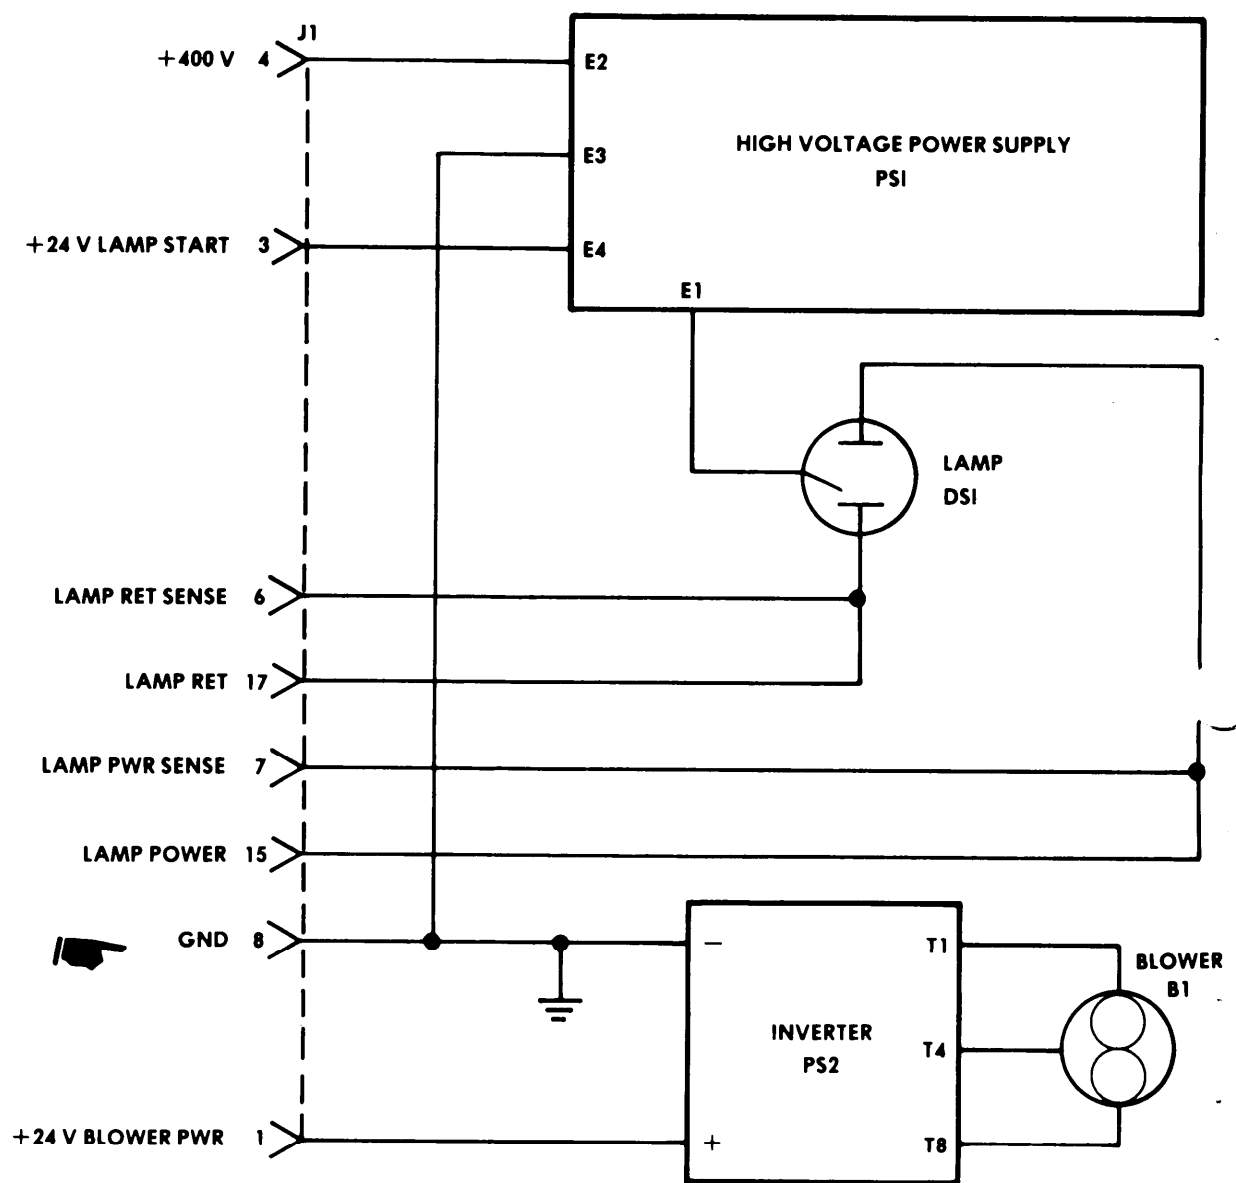 J1
+400 V 4
E2
HIGH VOLTAGE POWER SUPPLY
PS1
E3
+24 V LAMP START 3
E4
E1
LAMP
DS1
LAMP RET SENSE 6
LAMP RET 17
LAMP PWR SENSE 7
LAMP POWER 15
GND 8
−
T1
BLOWER
B1
INVERTER
PS2
T4
+24 V BLOWER PWR 1
+
T8